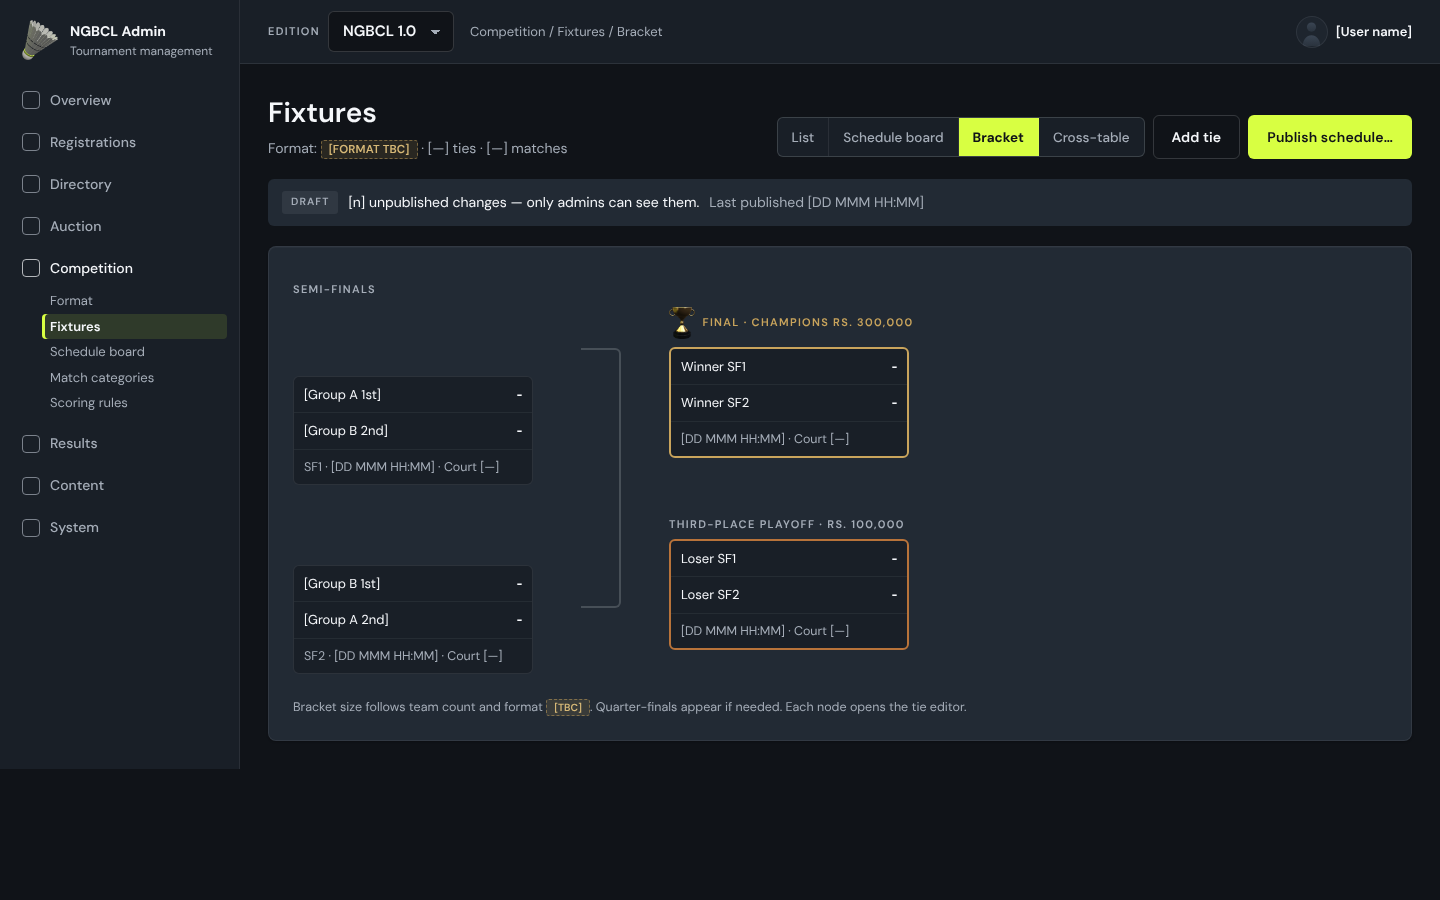 NGBCL Admin
Tournament management
EDITION
NGBCL 1.0
Competition / Fixtures / Bracket
[User name]
Overview
Registrations
Directory
Auction
Competition
Format
Fixtures
Schedule board
Match categories
Scoring rules
Results
Content
System
Fixtures
Format: [FORMAT TBC] · [—] ties · [—] matches
List
Schedule board
Bracket
Cross-table
Add tie
Publish schedule…
DRAFT
[n] unpublished changes — only admins can see them. Last published [DD MMM HH:MM]
SEMI-FINALS
[Group A 1st] -
[Group B 2nd] -
SF1 · [DD MMM HH:MM] · Court [—]
[Group B 1st] -
[Group A 2nd] -
SF2 · [DD MMM HH:MM] · Court [—]
FINAL · CHAMPIONS RS. 300,000
Winner SF1 -
Winner SF2 -
[DD MMM HH:MM] · Court [—]
THIRD-PLACE PLAYOFF · RS. 100,000
Loser SF1 -
Loser SF2 -
[DD MMM HH:MM] · Court [—]
Bracket size follows team count and format [TBC]. Quarter-finals appear if needed. Each node opens the tie editor.